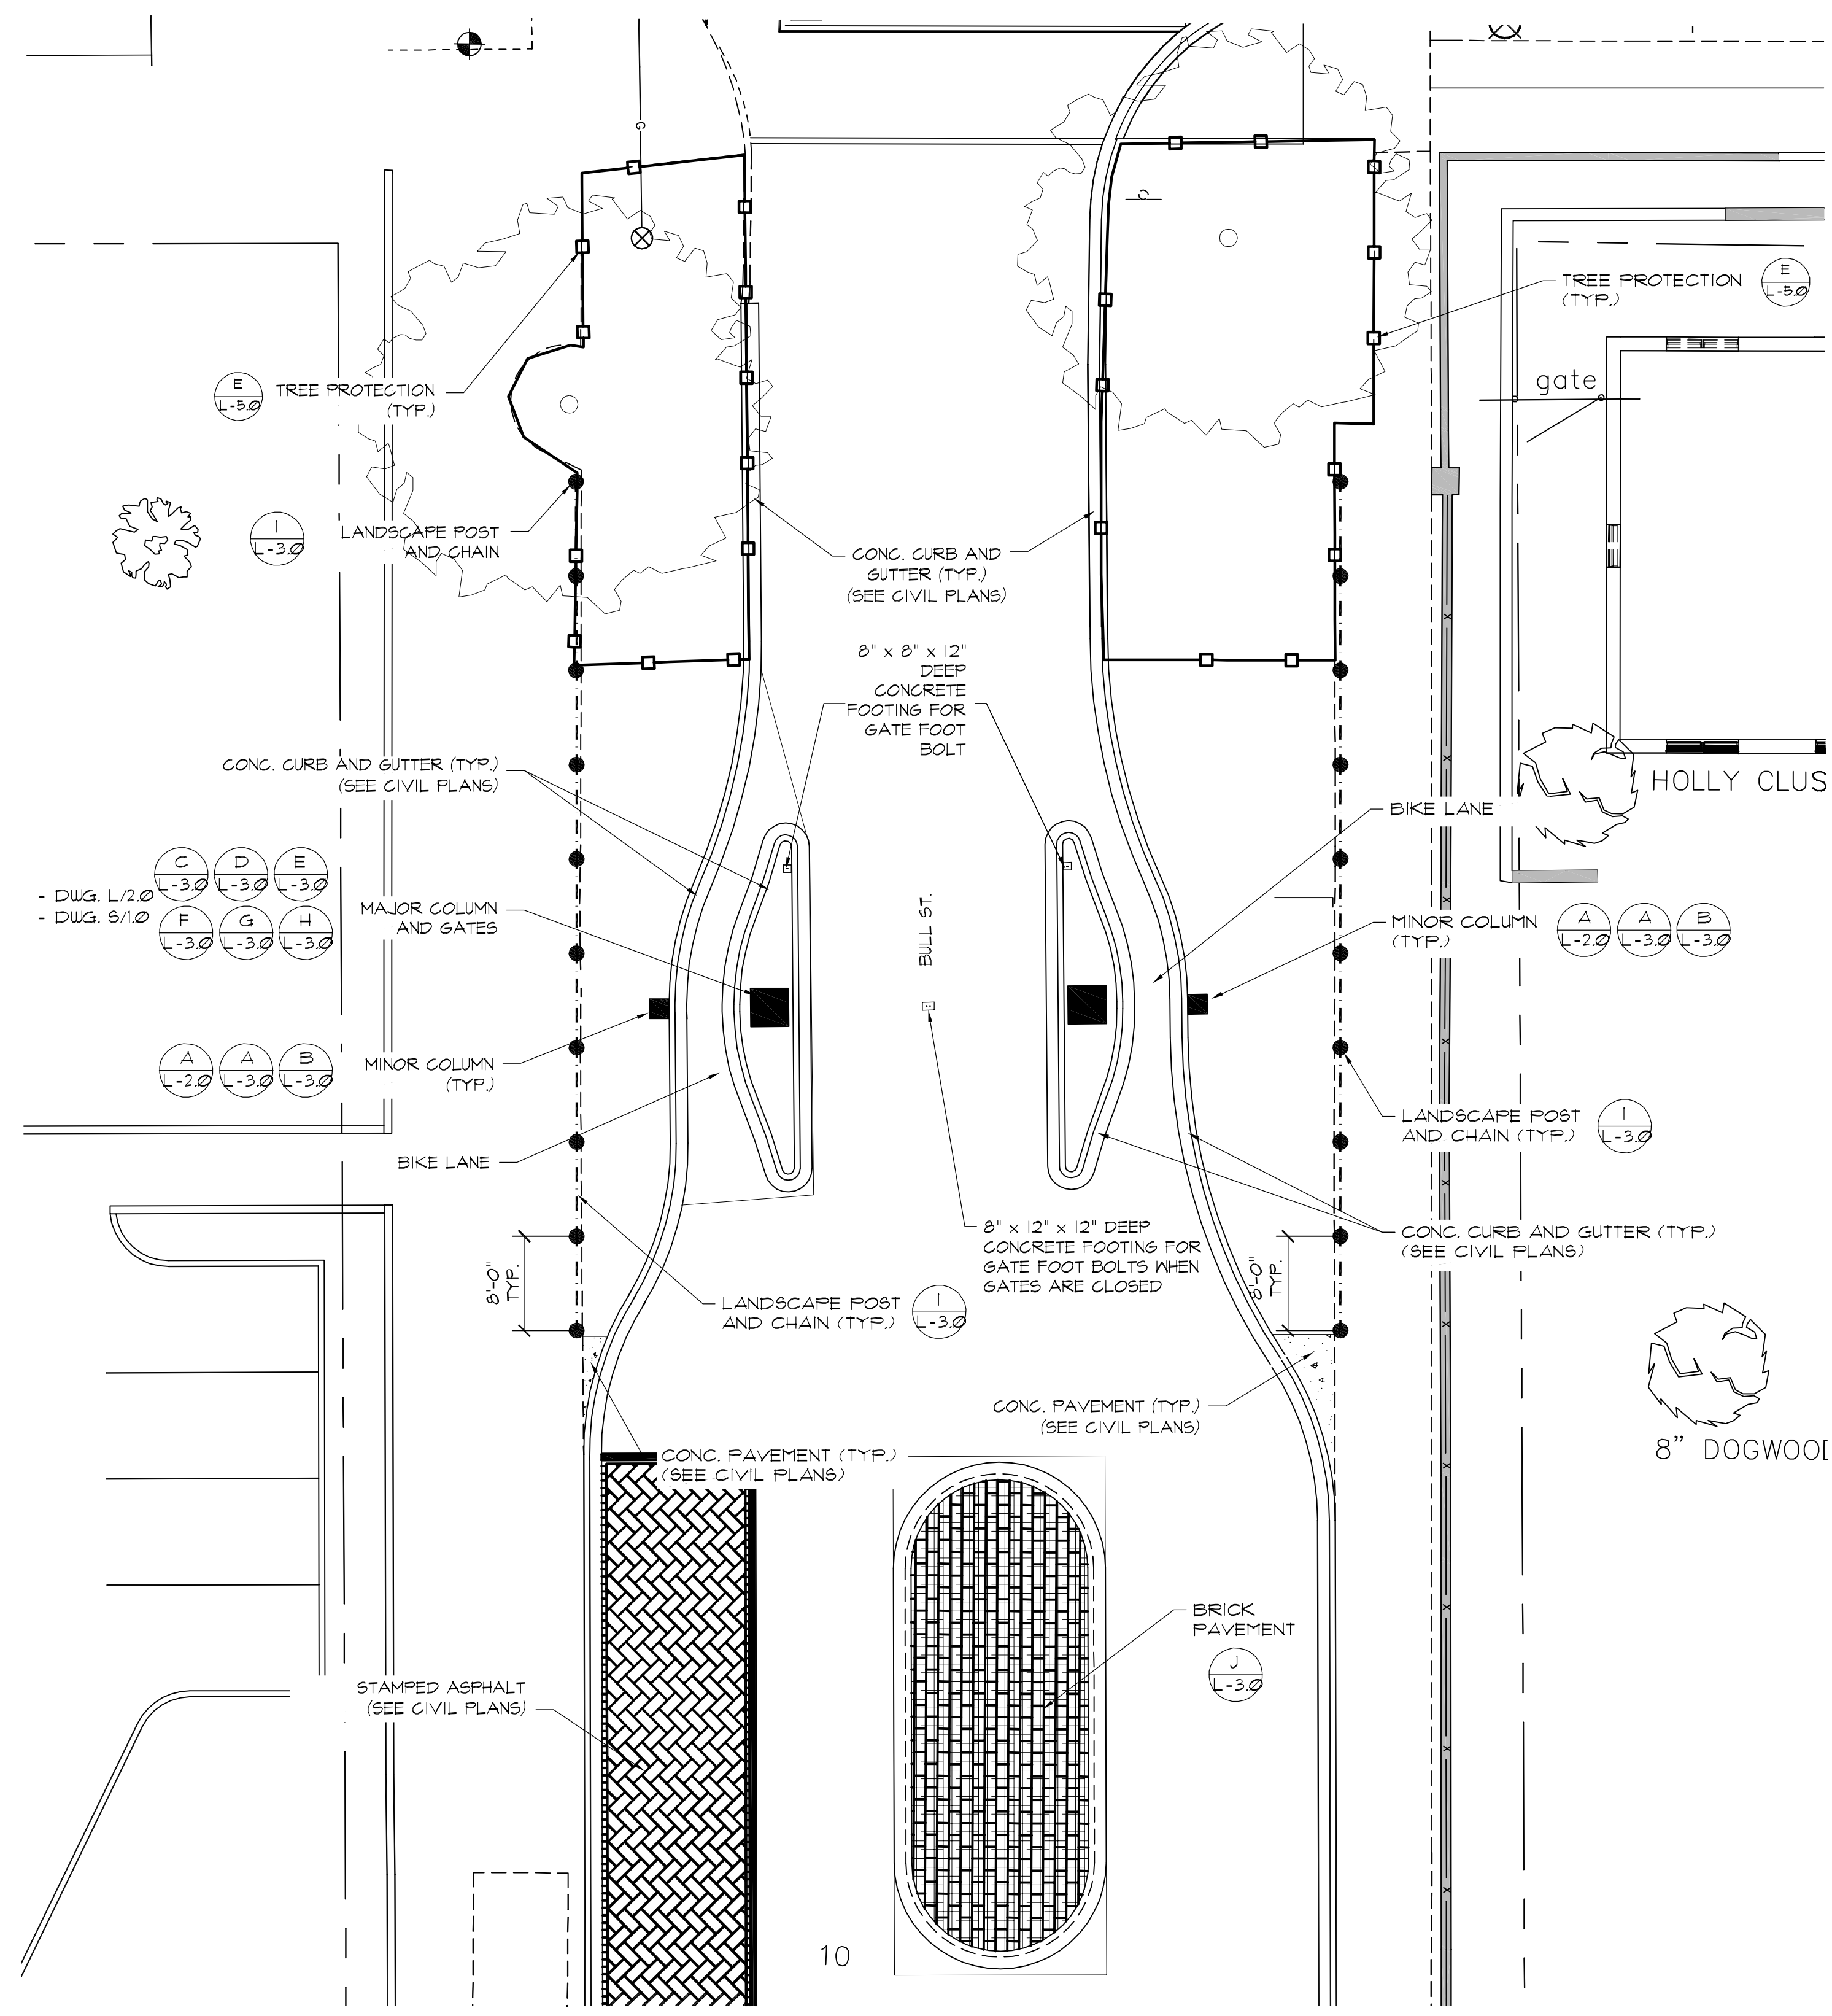 G
TREE PROTECTION
(TYP.)
E
L-5.0
gate
E
L-5.0
TREE PROTECTION
(TYP.)
1
L-3.0
LANDSCAPE POST
AND CHAIN
CONC. CURB AND
GUTTER (TYP.)
(SEE CIVIL PLANS)
8" x 8" x 12"
DEEP
CONCRETE
FOOTING FOR
GATE FOOT
BOLT
CONC. CURB AND GUTTER (TYP.)
(SEE CIVIL PLANS)
HOLLY CLUS
BIKE LANE
- DWG. L/2.0
- DWG. S/1.0
C
L-3.0
D
L-3.0
E
L-3.0
F
L-3.0
G
L-3.0
H
L-3.0
MAJOR COLUMN
AND GATES
BULL ST.
MINOR COLUMN
(TYP.)
A
L-2.0
A
L-3.0
B
L-3.0
A
L-2.0
A
L-3.0
B
L-3.0
MINOR COLUMN
(TYP.)
LANDSCAPE POST
AND CHAIN (TYP.)
1
L-3.0
BIKE LANE
8" x 12" x 12" DEEP
CONCRETE FOOTING FOR
GATE FOOT BOLTS WHEN
GATES ARE CLOSED
CONC. CURB AND GUTTER (TYP.)
(SEE CIVIL PLANS)
8'-0"
TYP.
8'-0"
TYP.
LANDSCAPE POST
AND CHAIN (TYP.)
1
L-3.0
CONC. PAVEMENT (TYP.)
(SEE CIVIL PLANS)
CONC. PAVEMENT (TYP.)
(SEE CIVIL PLANS)
8" DOGWOOD
BRICK
PAVEMENT
J
L-3.0
STAMPED ASPHALT
(SEE CIVIL PLANS)
10